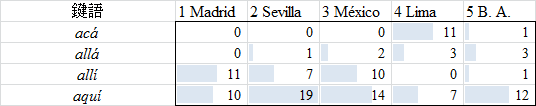 鍵語 1 Madrid 2 Sevilla 3 México 4 Lima 5 B. A.
acá 0 0 0 11 1
allá 0 1 2 3 3
allí 11 7 10 0 1
aquí 10 19 14 7 12